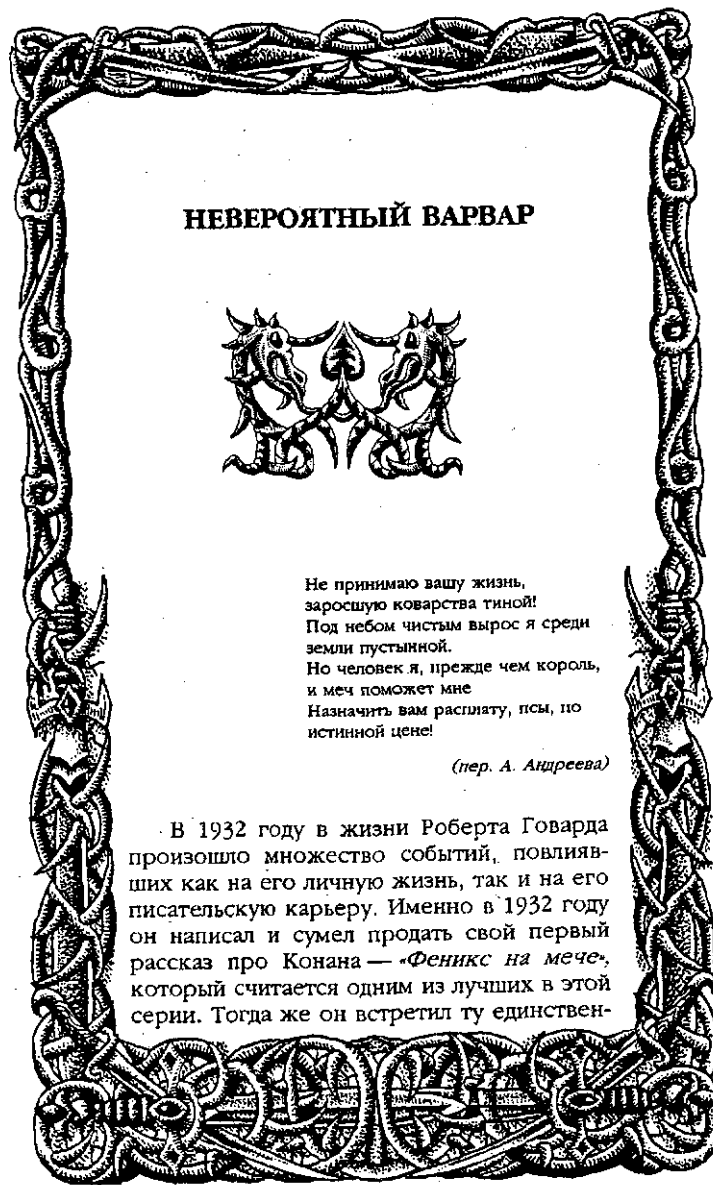 НЕВЕРОЯТНЫЙ ВАРВАР
Не принимаю вашу жизнь,
заросшую коварства тиной!
Под небом чистым вырос я среди
земли пустынной.
Но человек я, прежде чем король,
и меч поможет мне
Назначить вам расплату, псы, по
истинной цене!
(пер. А. Андреева)
В 1932 году в жизни Роберта Говарда
произошло множество событий, повлияв-
ших как на его личную жизнь, так и на его
писательскую карьеру. Именно в 1932 году
он написал и сумел продать свой первый
рассказ про Конана — «Феникс на мече»,
который считается одним из лучших в этой
серии. Тогда же он встретил ту единствен-